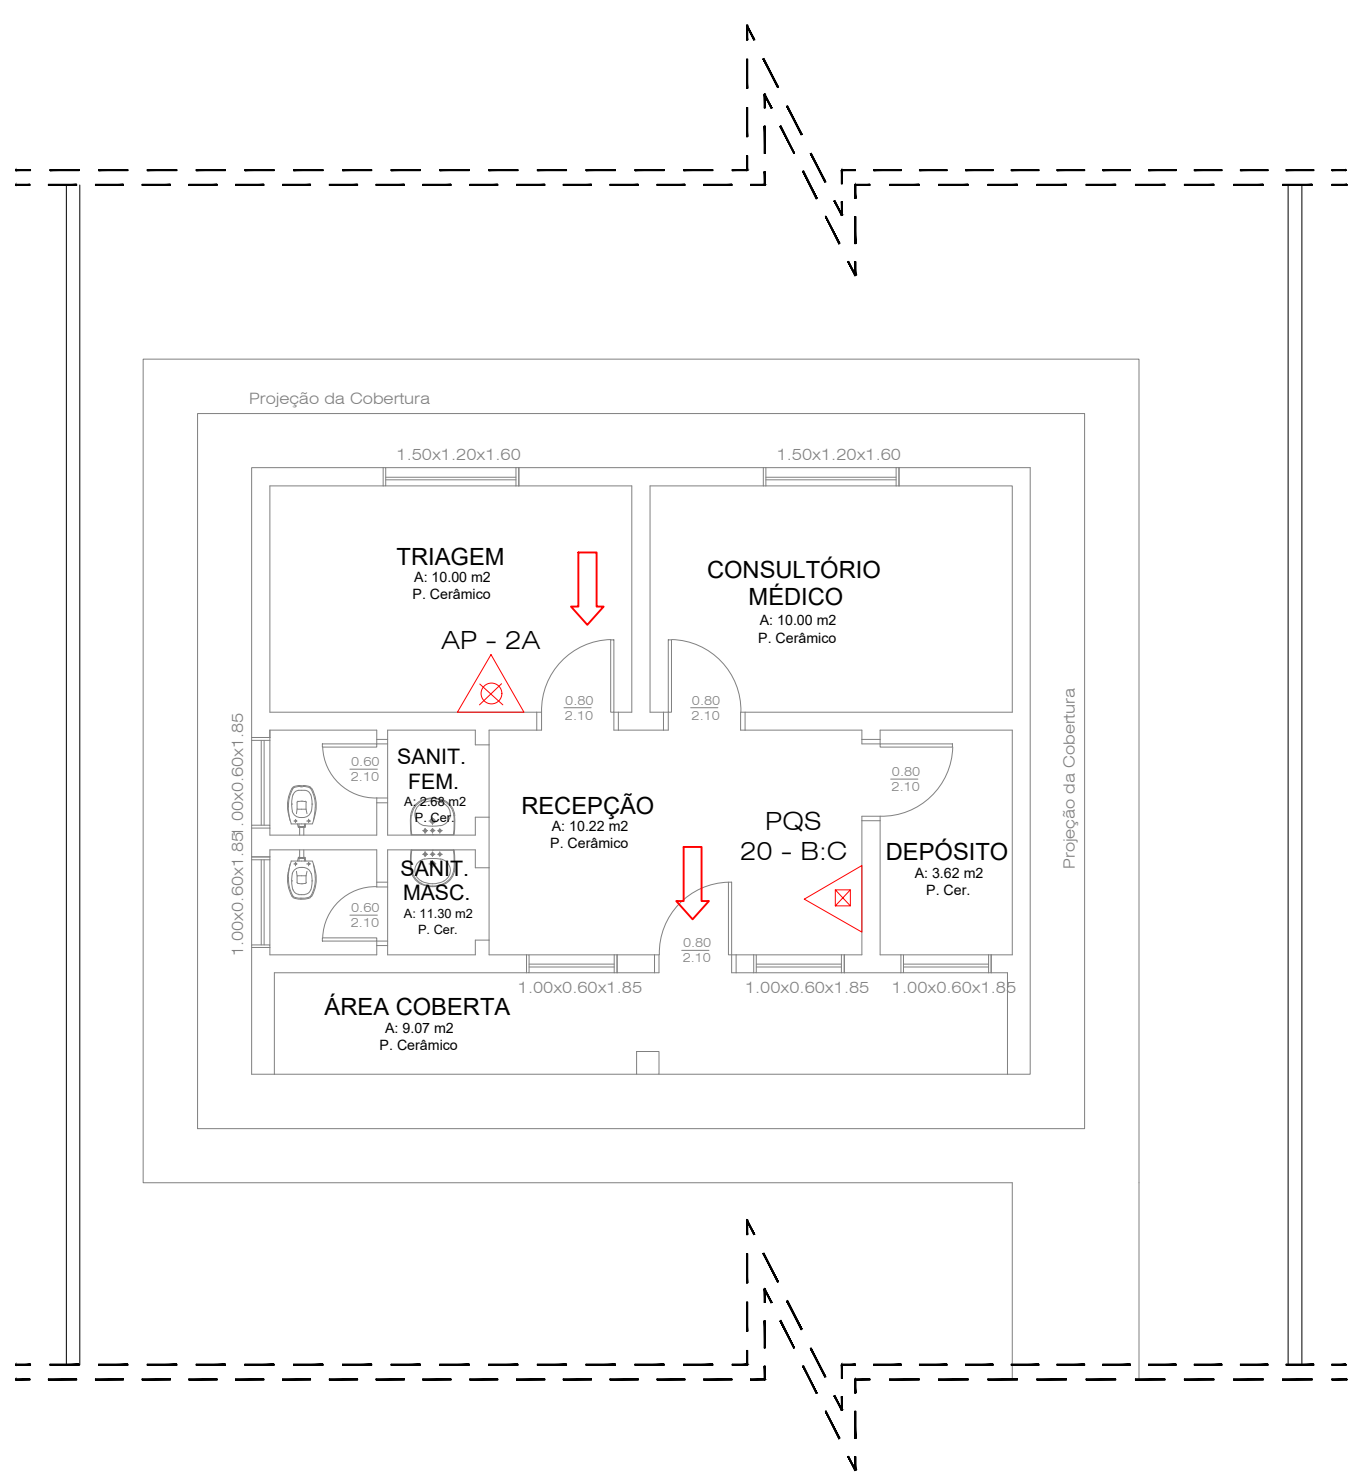 Projeção da Cobertura
1.50x1.20x1.60
1.50x1.20x1.60
TRIAGEM
A: 10.00 m2
P. Cerâmico
CONSULTÓRIO
MÉDICO
A: 10.00 m2
P. Cerâmico
AP - 2A
0.80
2.10
0.80
2.10
Projeção da Cobertura
1.00x0.60x1.85
1.00x0.60x1.85
0.60
2.10
SANIT.
FEM.
A: 2.68 m2
P. Cer.
RECEPÇÃO
A: 10.22 m2
P. Cerâmico
PQS
20 - B:C
0.80
2.10
DEPÓSITO
A: 3.62 m2
P. Cer.
SANIT.
MASC.
A: 11.30 m2
P. Cer.
0.60
2.10
0.80
2.10
1.00x0.60x1.85
1.00x0.60x1.85
1.00x0.60x1.85
ÁREA COBERTA
A: 9.07 m2
P. Cerâmico